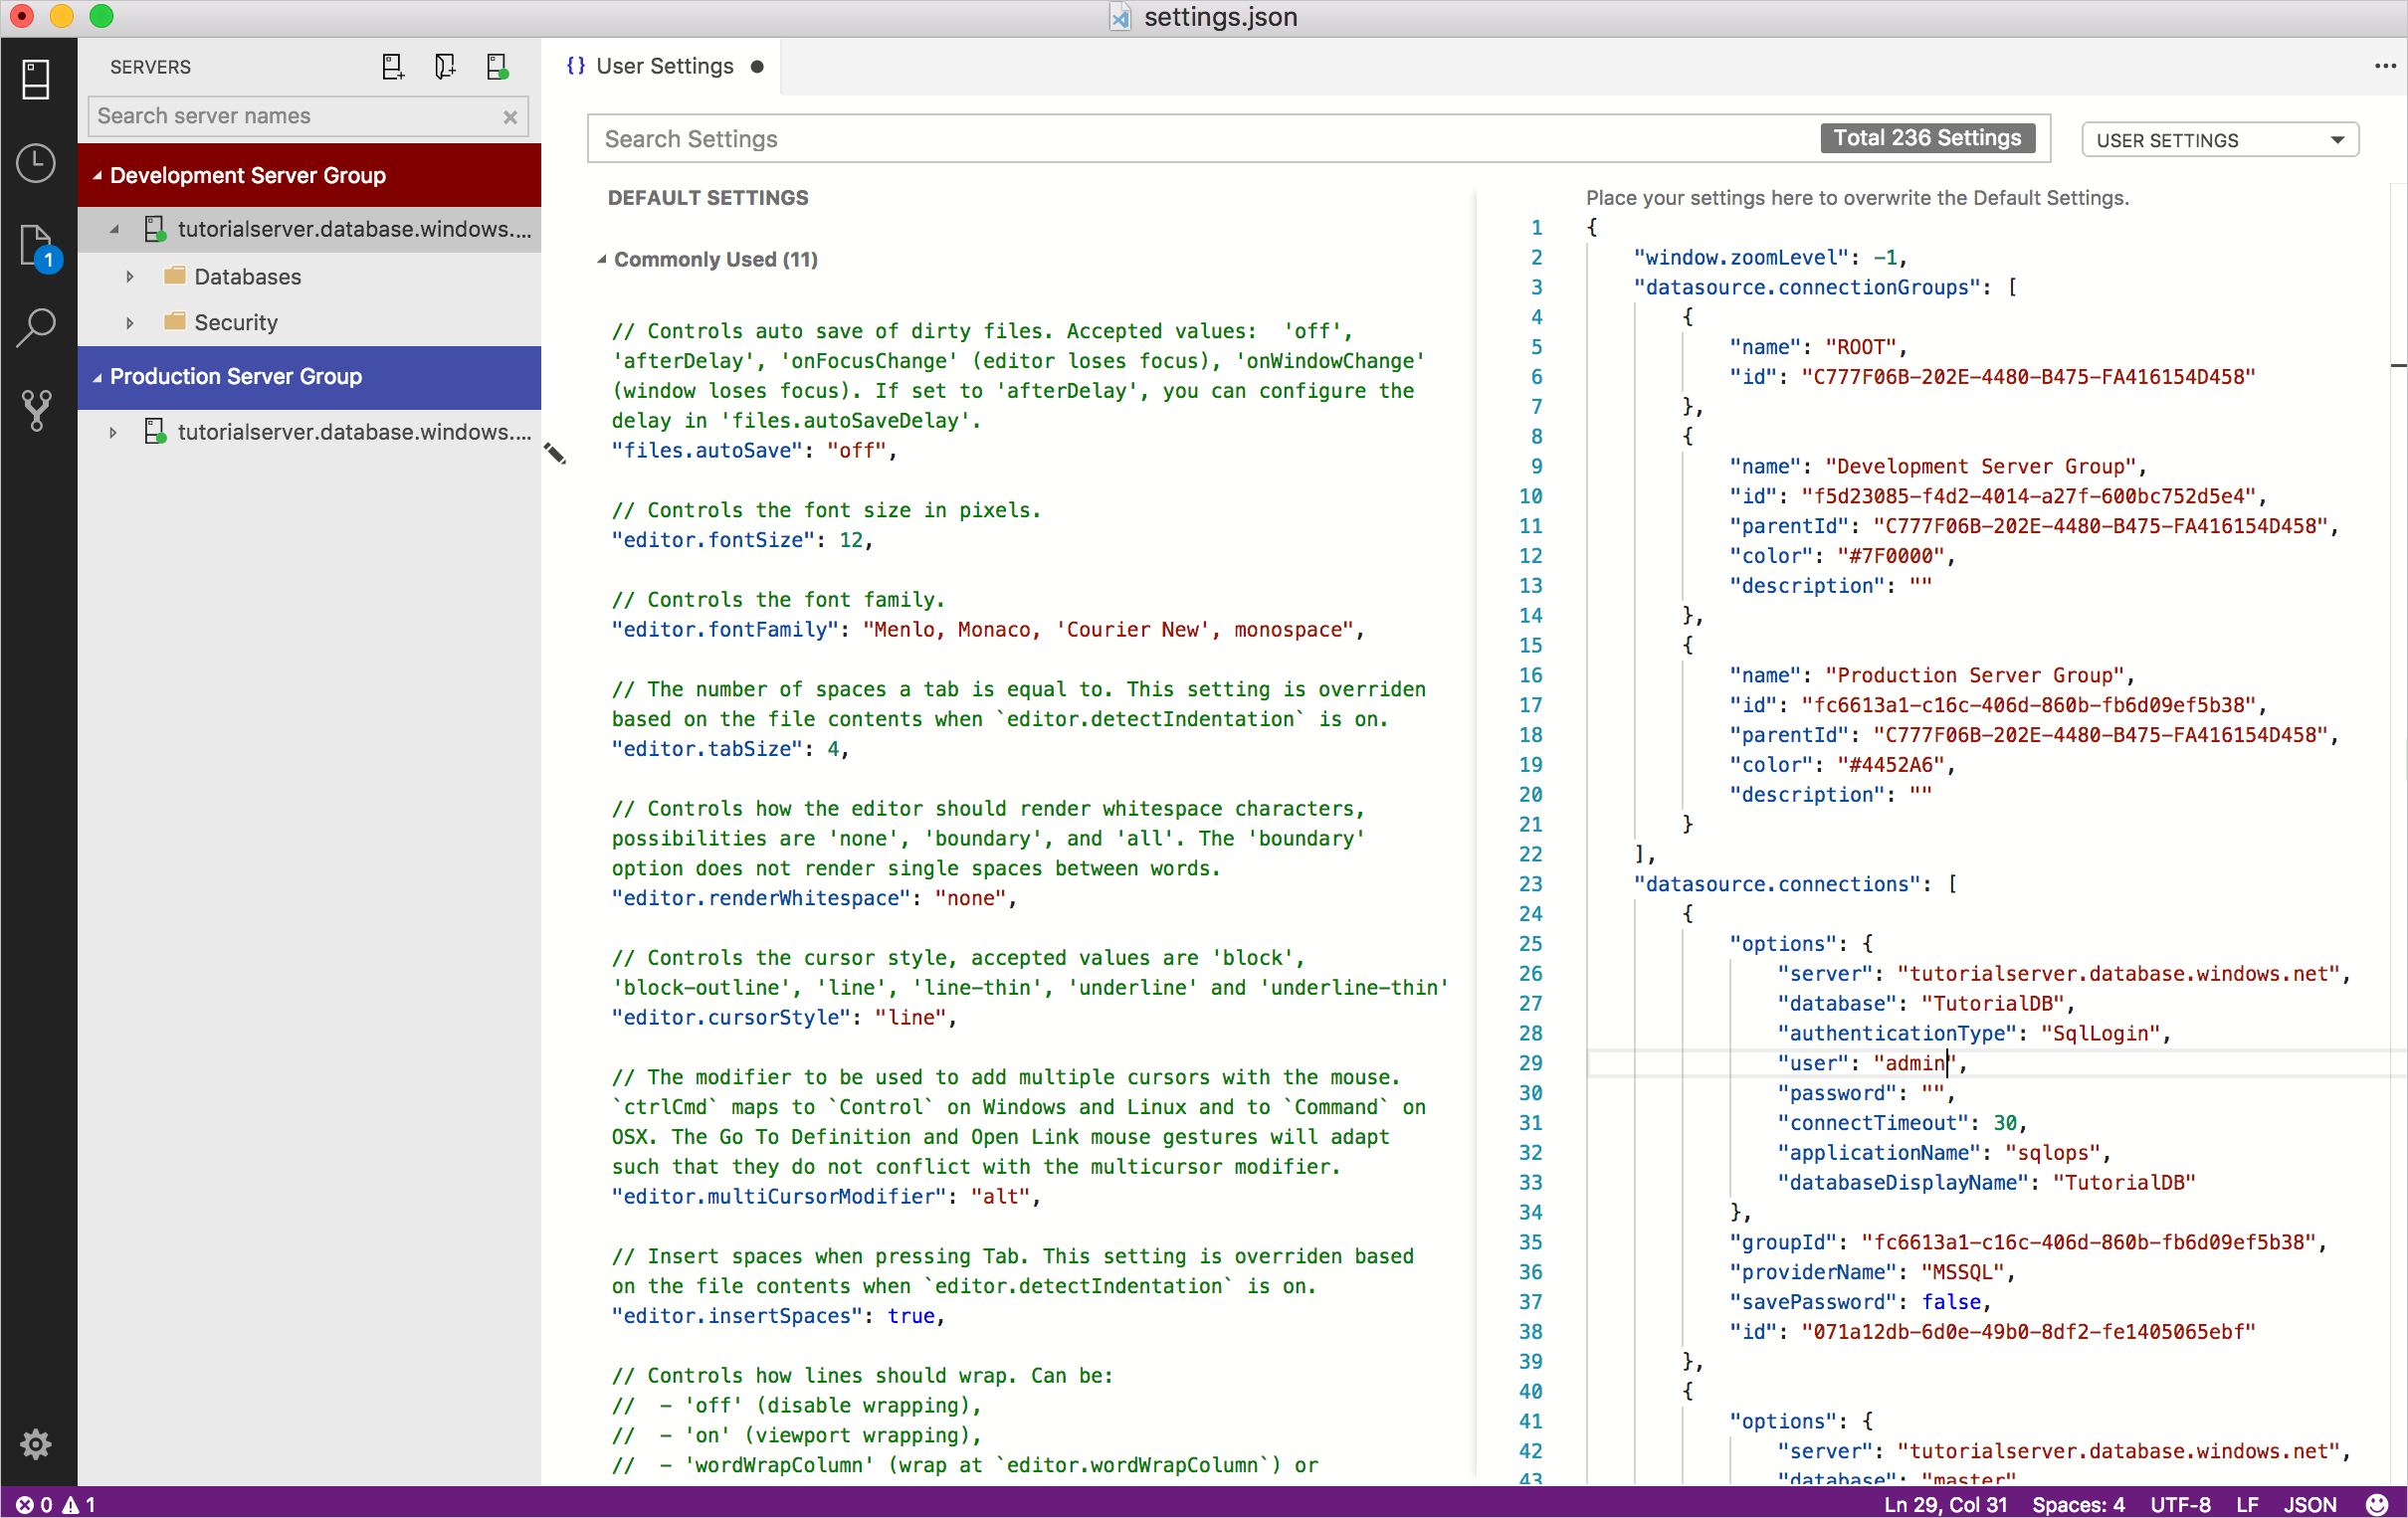 settings.json
SERVERS
Search server names
Development Server Group
tutorialserver.database.windows....
Databases
Security
Production Server Group
tutorialserver.database.windows....
1
{} User Settings ●
Search Settings
Total 236 Settings
USER SETTINGS
DEFAULT SETTINGS
Commonly Used (11)
// Controls auto save of dirty files. Accepted values:  'off',
'afterDelay', 'onFocusChange' (editor loses focus), 'onWindowChange'
(window loses focus). If set to 'afterDelay', you can configure the
delay in 'files.autoSaveDelay'.
"files.autoSave": "off",
// Controls the font size in pixels.
"editor.fontSize": 12,
// Controls the font family.
"editor.fontFamily": "Menlo, Monaco, 'Courier New', monospace",
// The number of spaces a tab is equal to. This setting is overriden
based on the file contents when `editor.detectIndentation` is on.
"editor.tabSize": 4,
// Controls how the editor should render whitespace characters,
possibilities are 'none', 'boundary', and 'all'. The 'boundary'
option does not render single spaces between words.
"editor.renderWhitespace": "none",
// Controls the cursor style, accepted values are 'block',
'block-outline', 'line', 'line-thin', 'underline' and 'underline-thin'
"editor.cursorStyle": "line",
// The modifier to be used to add multiple cursors with the mouse.
`ctrlCmd` maps to `Control` on Windows and Linux and to `Command` on
OSX. The Go To Definition and Open Link mouse gestures will adapt
such that they do not conflict with the multicursor modifier.
"editor.multiCursorModifier": "alt",
// Insert spaces when pressing Tab. This setting is overriden based
on the file contents when `editor.detectIndentation` is on.
"editor.insertSpaces": true,
// Controls how lines should wrap. Can be:
//  - 'off' (disable wrapping),
//  - 'on' (viewport wrapping),
//  - 'wordWrapColumn' (wrap at `editor.wordWrapColumn`) or
Place your settings here to overwrite the Default Settings.
1 {
2 "window.zoomLevel": -1,
3 "datasource.connectionGroups": [
4 {
5 "name": "ROOT",
6 "id": "C777F06B-202E-4480-B475-FA416154D458"
7 },
8 {
9 "name": "Development Server Group",
10 "id": "f5d23085-f4d2-4014-a27f-600bc752d5e4",
11 "parentId": "C777F06B-202E-4480-B475-FA416154D458",
12 "color": "#7F0000",
13 "description": ""
14 },
15 {
16 "name": "Production Server Group",
17 "id": "fc6613a1-c16c-406d-860b-fb6d09ef5b38",
18 "parentId": "C777F06B-202E-4480-B475-FA416154D458",
19 "color": "#4452A6",
20 "description": ""
21 }
22 ],
23 "datasource.connections": [
24 {
25 "options": {
26 "server": "tutorialserver.database.windows.net",
27 "database": "TutorialDB",
28 "authenticationType": "SqlLogin",
29 "user": "admin",
30 "password": "",
31 "connectTimeout": 30,
32 "applicationName": "sqlops",
33 "databaseDisplayName": "TutorialDB"
34 },
35 "groupId": "fc6613a1-c16c-406d-860b-fb6d09ef5b38",
36 "providerName": "MSSQL",
37 "savePassword": false,
38 "id": "071a12db-6d0e-49b0-8df2-fe1405065ebf"
39 },
40 {
41 "options": {
42 "server": "tutorialserver.database.windows.net",
43 "database": "master"
0 1
Ln 29, Col 31 Spaces: 4 UTF-8 LF JSON